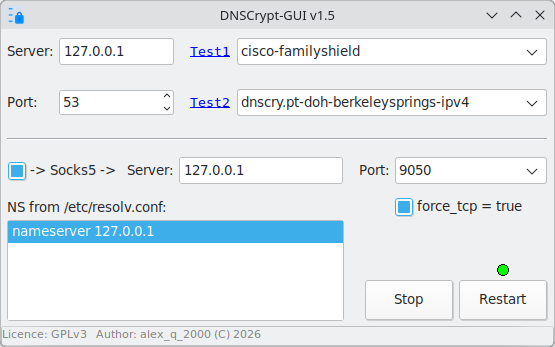 DNSCrypt-GUI v1.5
Server: 127.0.0.1 Test1 cisco-familyshield
Port: 53 Test2 dnscry.pt-doh-berkeleysprings-ipv4
-> Socks5 -> Server: 127.0.0.1 Port: 9050
NS from /etc/resolv.conf: force_tcp = true
nameserver 127.0.0.1
Stop Restart
Licence: GPLv3 Author: alex_q_2000 (C) 2026